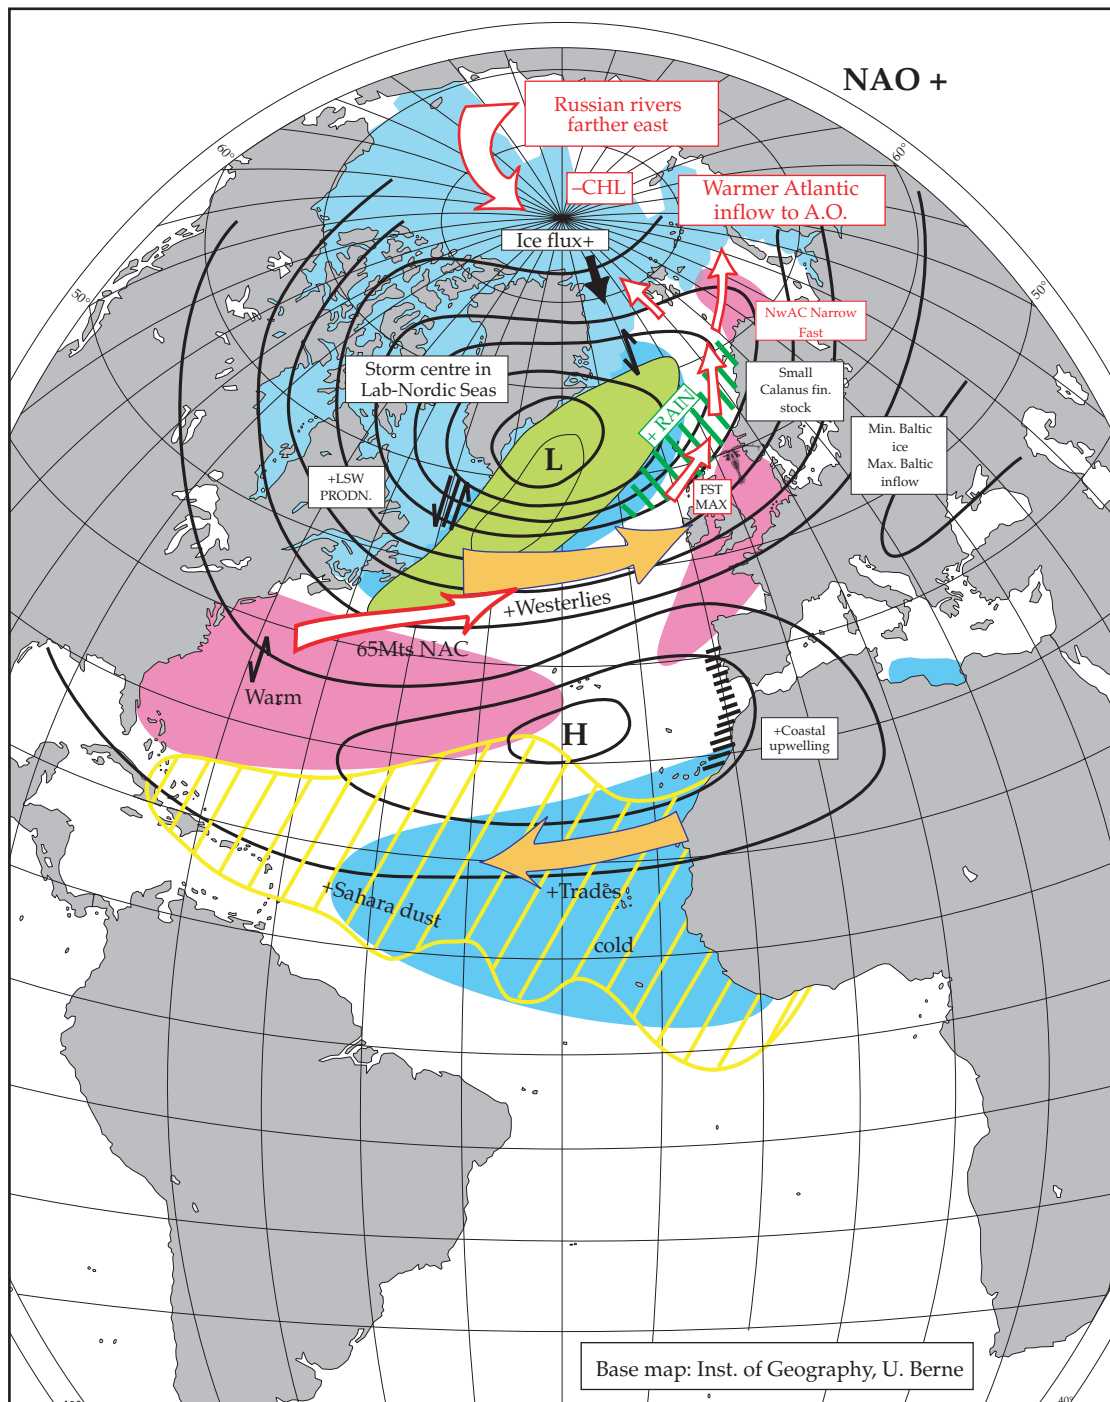 NAO +
Russian rivers
farther east
–CHL
Warmer Atlantic
inflow to A.O.
60°
60°
Ice flux+
50°
50°
NwAC Narrow
Fast
Storm centre in
Lab-Nordic Seas
Small
Calanus fin.
stock
+ RAIN
Min. Baltic
ice
Max. Baltic
inflow
L
+LSW
PRODN.
FST
MAX
+Westerlies
65Mts NAC
Warm
H
+Coastal
upwelling
+Sahara dust
+Trades
cold
Base map: Inst. of Geography, U. Berne
40°